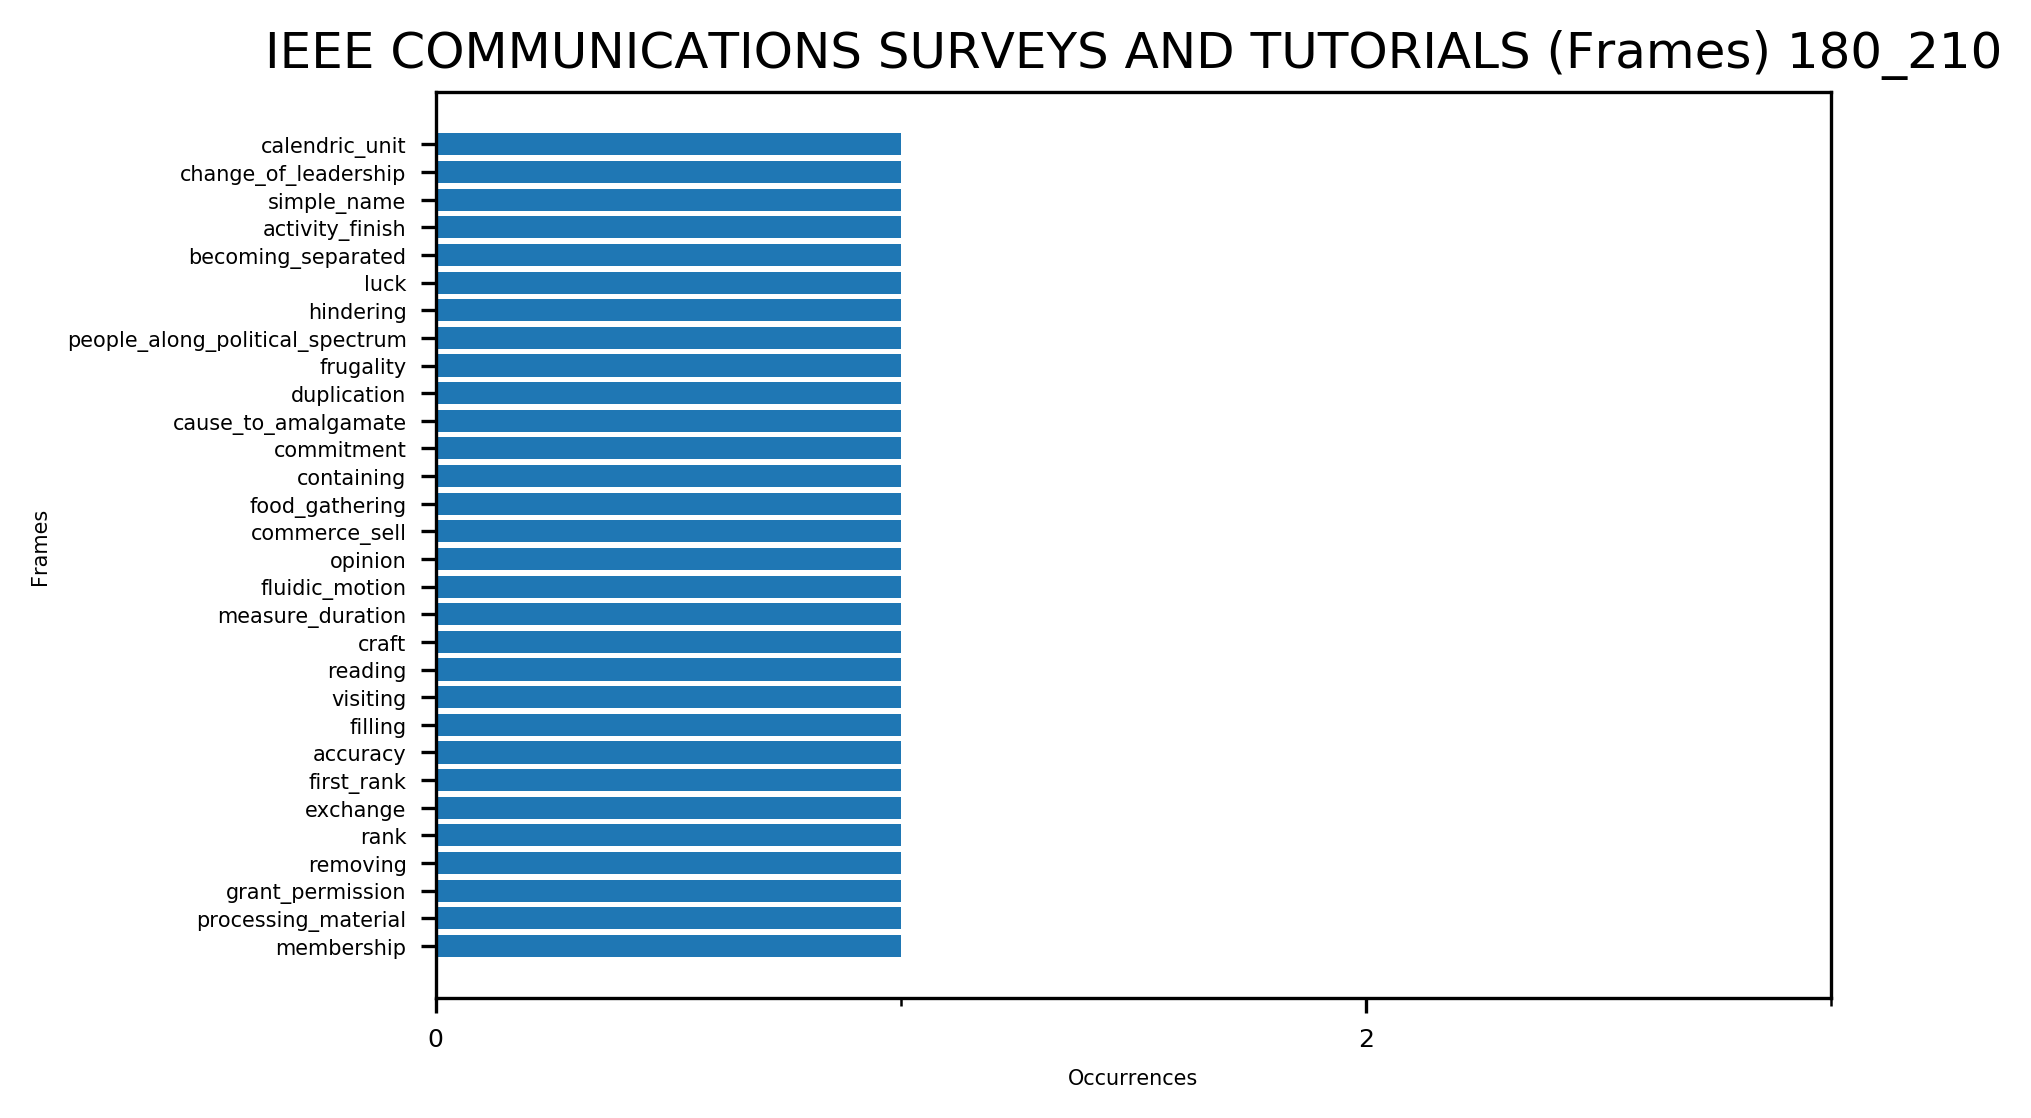 IEEE COMMUNICATIONS SURVEYS AND TUTORIALS (Frames) 180_210
calendric_unit
change_of_leadership
simple_name
activity_finish
becoming_separated
luck
hindering
people_along_political_spectrum
frugality
duplication
cause_to_amalgamate
commitment
containing
food_gathering
commerce_sell
opinion
fluidic_motion
measure_duration
craft
reading
visiting
filling
accuracy
first_rank
exchange
rank
removing
grant_permission
processing_material
membership
Frames
0 2
Occurrences